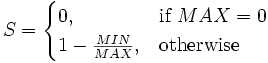 S = { 0, if MAX = 0
1 − MIN/MAX, otherwise